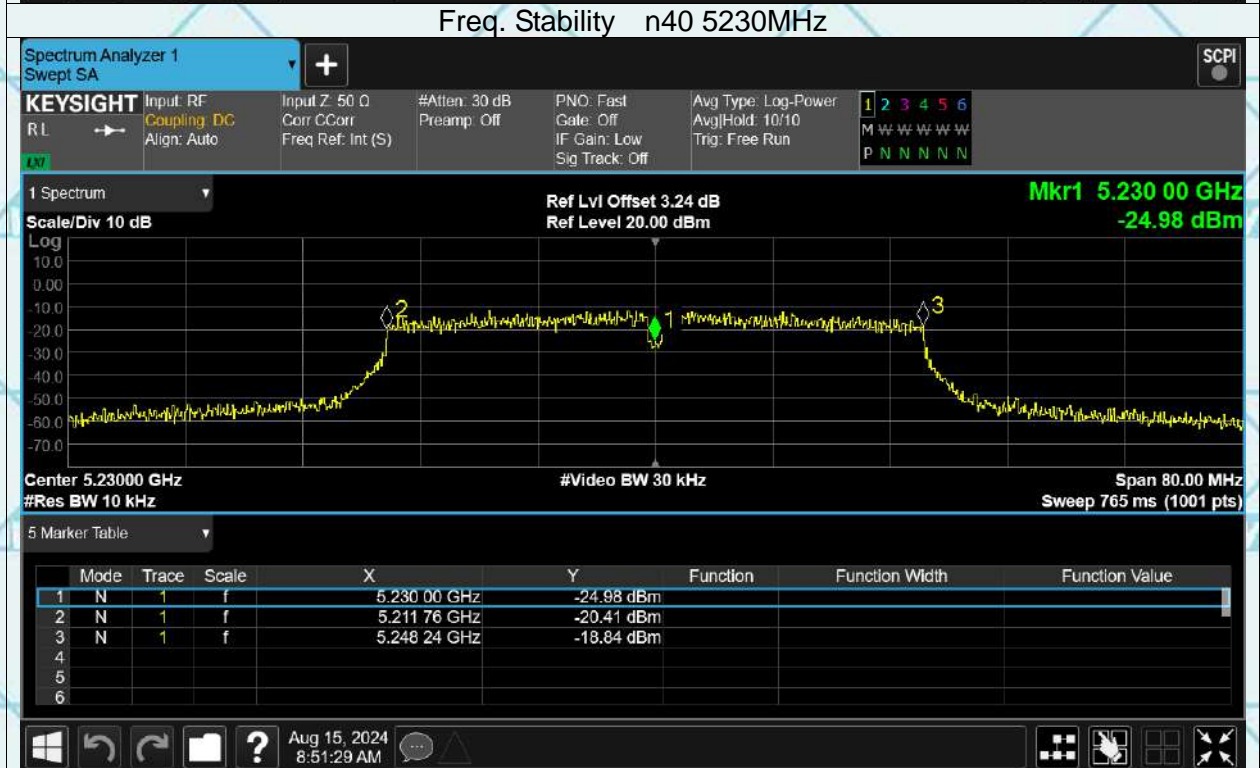 Freq. Stability n40 5230MHz
Spectrum Analyzer 1
Swept SA
+
SCPI
KEYSIGHT
RL
LXI
Input: RF
Coupling: DC
Align: Auto
Input Z: 50 Ω
Corr CCorr
Freq Ref: Int (S)
#Atten: 30 dB
Preamp: Off
PNO: Fast
Gate: Off
IF Gain: Low
Sig Track: Off
Avg Type: Log-Power
Avg|Hold: 10/10
Trig: Free Run
1 2 3 4 5 6
M W W W W W
P N N N N N
1 Spectrum
Scale/Div 10 dB
Ref Lvl Offset 3.24 dB
Ref Level 20.00 dBm
Mkr1 5.230 00 GHz
-24.98 dBm
Log
10.0
0.00
-10.0
-20.0
-30.0
-40.0
-50.0
-60.0
-70.0
2
1
3
Center 5.23000 GHz
#Video BW 30 kHz
Span 80.00 MHz
#Res BW 10 kHz
Sweep 765 ms (1001 pts)
5 Marker Table
Mode Trace Scale X Y Function Function Width Function Value
1 N 1 f 5.230 00 GHz -24.98 dBm
2 N 1 f 5.211 76 GHz -20.41 dBm
3 N 1 f 5.248 24 GHz -18.84 dBm
4
5
6
?
Aug 15, 2024
8:51:29 AM